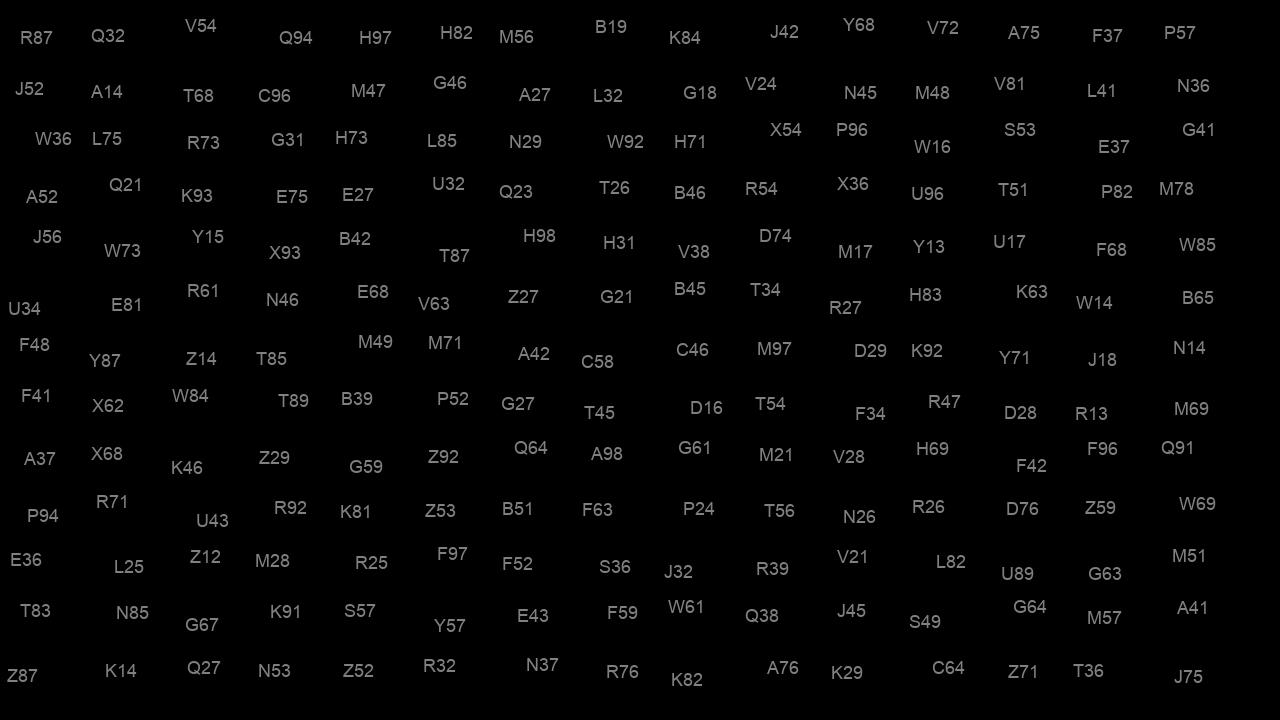 R87 Q32 V54 Q94 H97 H82 M56 B19 K84 J42 Y68 V72 A75 F37 P57
J52 A14 T68 C96 M47 G46 A27 L32 G18 V24 N45 M48 V81 L41 N36
W36 L75 R73 G31 H73 L85 N29 W92 H71 X54 P96 W16 S53 E37 G41
A52 Q21 K93 E75 E27 U32 Q23 T26 B46 R54 X36 U96 T51 P82 M78
J56 W73 Y15 X93 B42 T87 H98 H31 V38 D74 M17 Y13 U17 F68 W85
U34 E81 R61 N46 E68 V63 Z27 G21 B45 T34 R27 H83 K63 W14 B65
F48 Y87 Z14 T85 M49 M71 A42 C58 C46 M97 D29 K92 Y71 J18 N14
F41 X62 W84 T89 B39 P52 G27 T45 D16 T54 F34 R47 D28 R13 M69
A37 X68 K46 Z29 G59 Z92 Q64 A98 G61 M21 V28 H69 F42 F96 Q91
P94 R71 U43 R92 K81 Z53 B51 F63 P24 T56 N26 R26 D76 Z59 W69
E36 L25 Z12 M28 R25 F97 F52 S36 J32 R39 V21 L82 U89 G63 M51
T83 N85 G67 K91 S57 Y57 E43 F59 W61 Q38 J45 S49 G64 M57 A41
Z87 K14 Q27 N53 Z52 R32 N37 R76 K82 A76 K29 C64 Z71 T36 J75